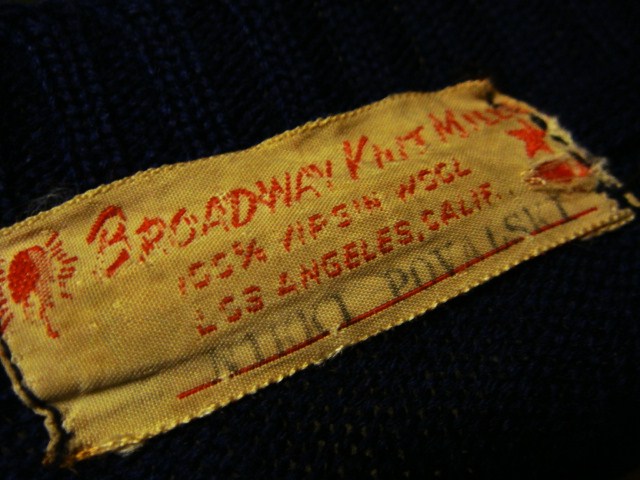 BROADWAY KNIT MILLS
100% VIRGIN WOOL
LOS ANGELES, CALIF.